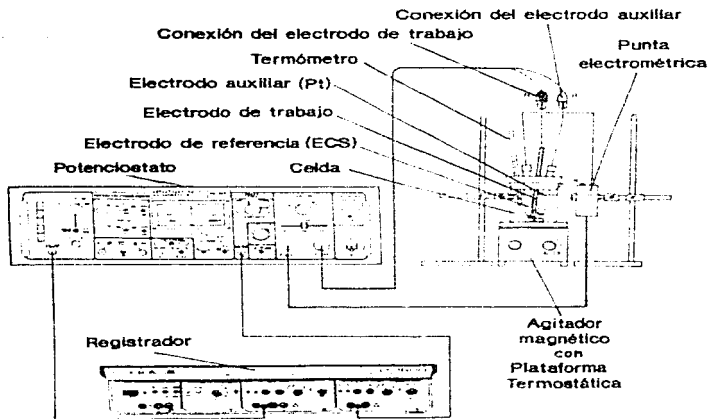 Conexión del electrodo auxiliar
Conexión del electrodo de trabajo
Termómetro
Punta
electrométrica
Electrodo auxiliar (Pt)
Electrodo de trabajo
Electrodo de referencia (ECS)
Potenciostato
Celda
Registrador
Agitador
magnético
con
Plataforma
Termostática